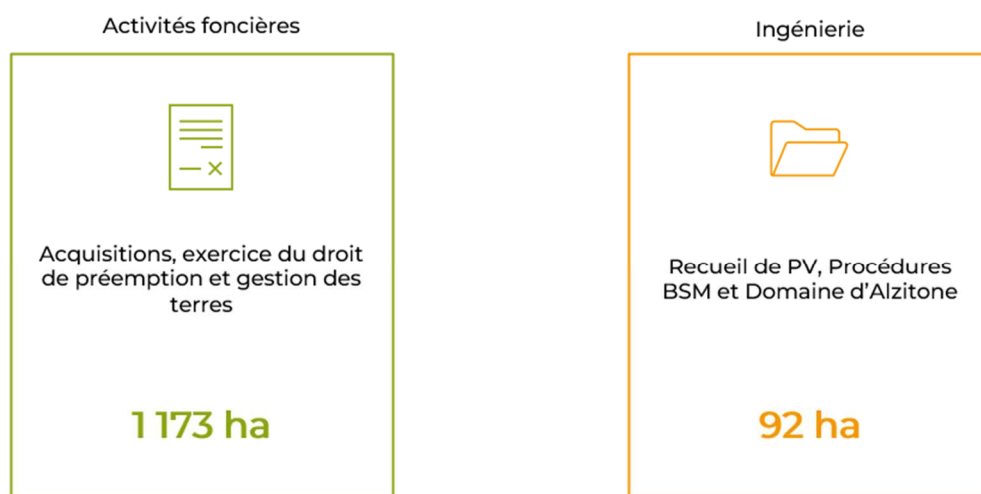 Activités foncières
Acquisitions, exercice du droit
de préemption et gestion des
terres
1 173 ha
Ingénierie
Recueil de PV, Procédures
BSM et Domaine d'Alzitone
92 ha